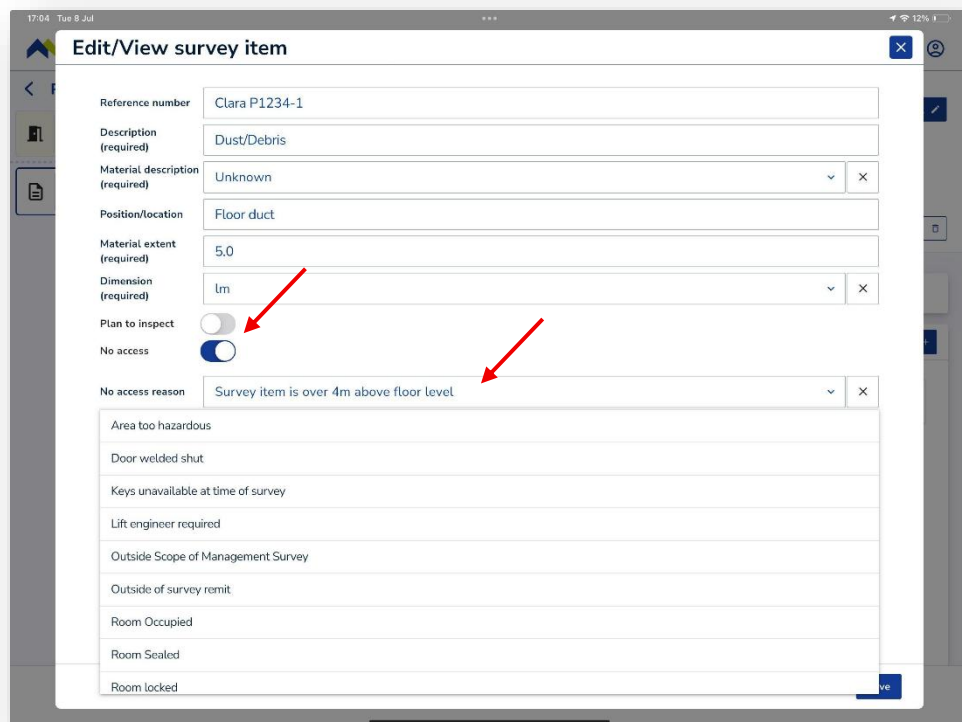 17:04 Tue 8 Jul
12%
Edit/View survey item
Reference number
Clara P1234-1
Description
(required)
Dust/Debris
Material description
(required)
Unknown
Position/location
Floor duct
Material extent
(required)
5.0
Dimension
(required)
lm
Plan to inspect
No access
No access reason
Survey item is over 4m above floor level
Area too hazardous
Door welded shut
Keys unavailable at time of survey
Lift engineer required
Outside Scope of Management Survey
Outside of survey remit
Room Occupied
Room Sealed
Room locked